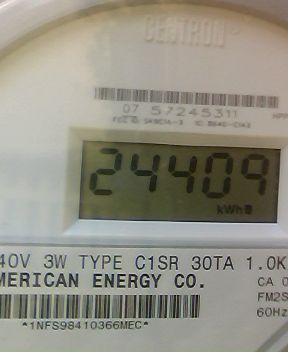 CENTRON
07 57245311
24409
kWh
40V 3W TYPE C1SR 30TA 1.0K
MERICAN ENERGY CO.
CA 0
FM2S
60Hz
*1NFS98410366MEC*